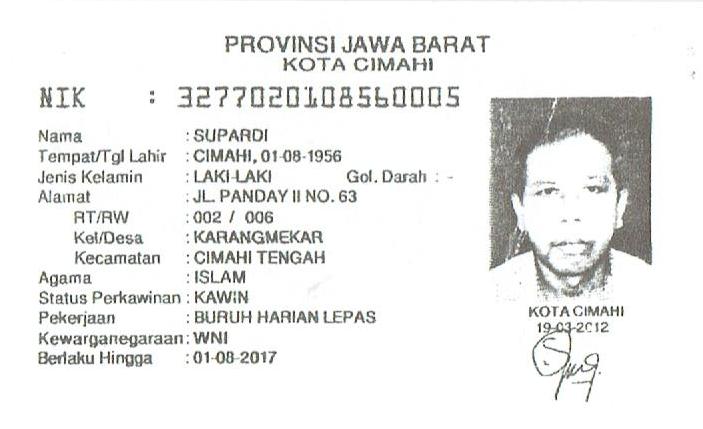 PROVINSI JAWA BARAT
KOTA CIMAHI
NIK : 3277020108560005
Nama : SUPARDI
Tempat/Tgl Lahir : CIMAHI, 01-08-1956
Jenis Kelamin : LAKI-LAKI Gol. Darah : -
Alamat : JL. PANDAY II NO. 63
RT/RW : 002 / 006
Kel/Desa : KARANGMEKAR
Kecamatan : CIMAHI TENGAH
Agama : ISLAM
Status Perkawinan : KAWIN
Pekerjaan : BURUH HARIAN LEPAS
Kewarganegaraan : WNI
Berlaku Hingga : 01-08-2017
KOTA CIMAHI
19-03-2012